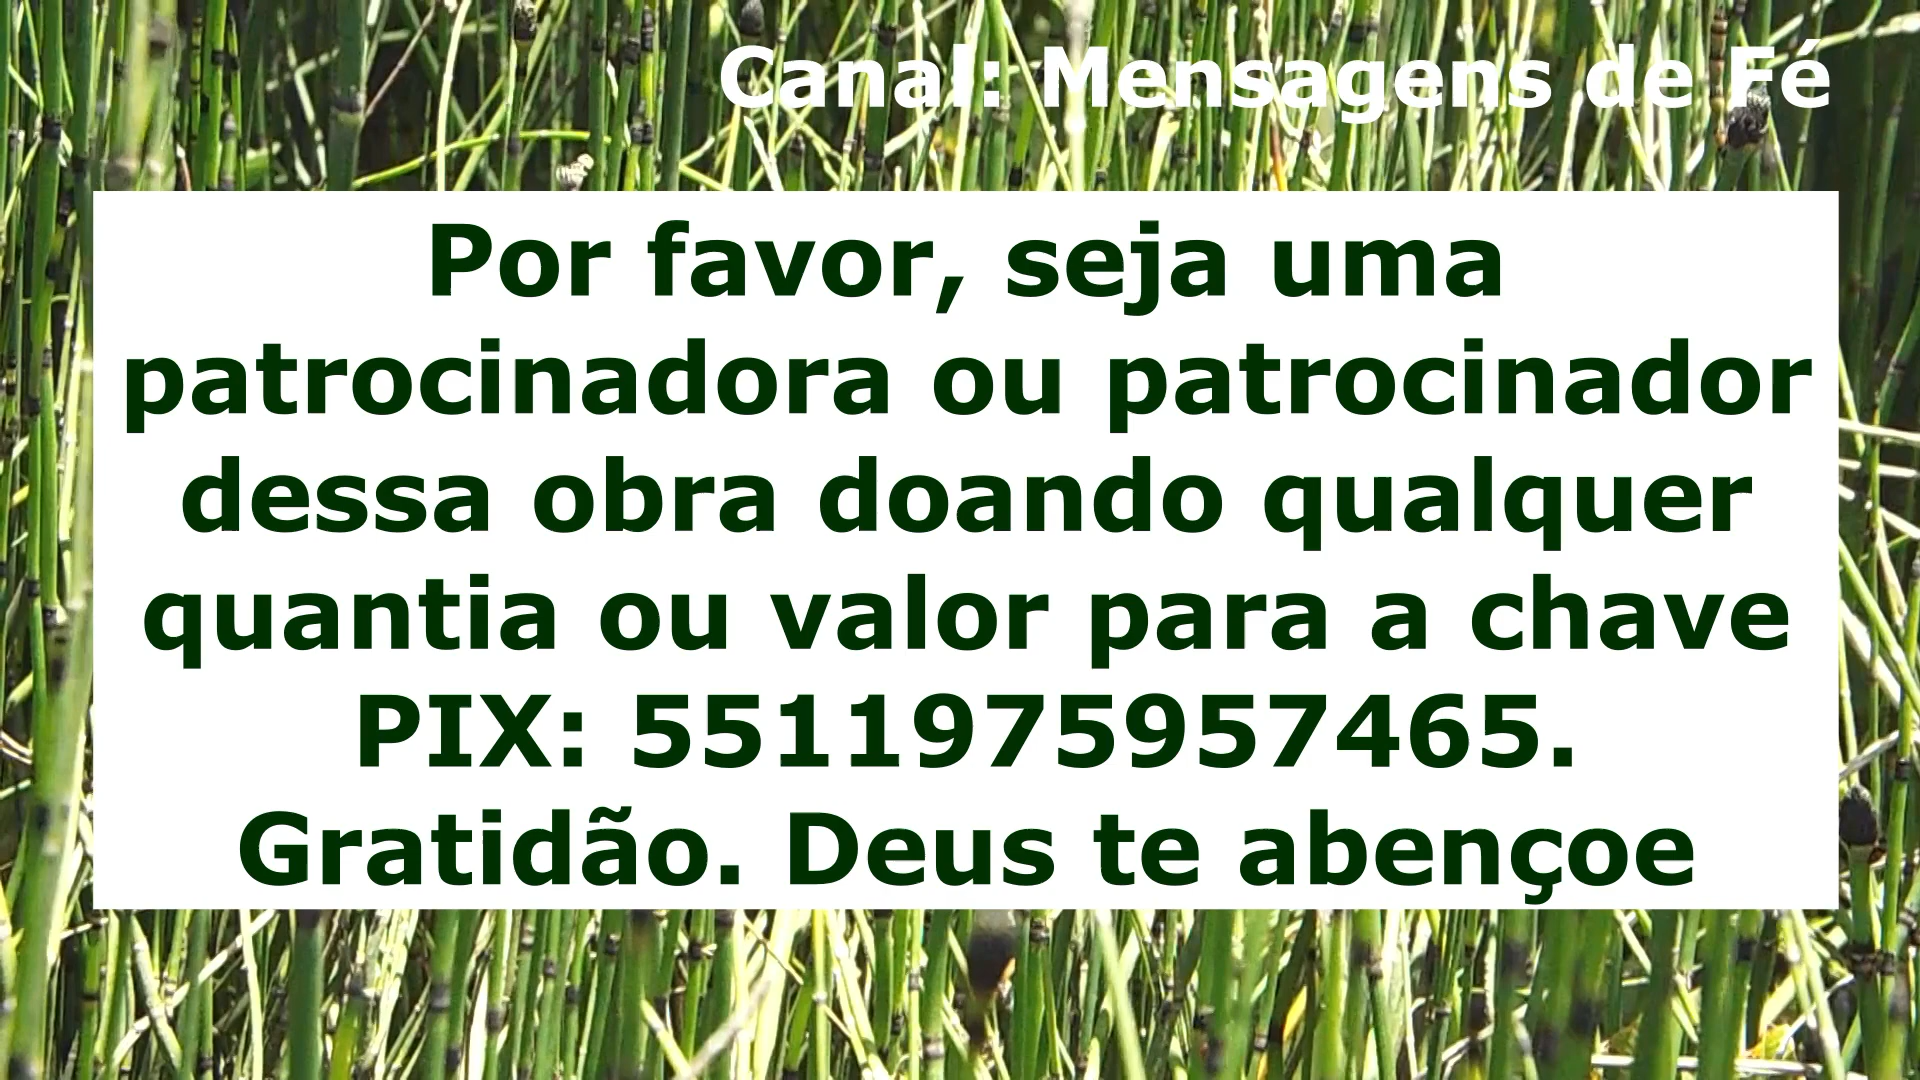 Canal: Mensagens de Fé
Por favor, seja uma
patrocinadora ou patrocinador
dessa obra doando qualquer
quantia ou valor para a chave
PIX: 5511975957465.
Gratidão. Deus te abençoe